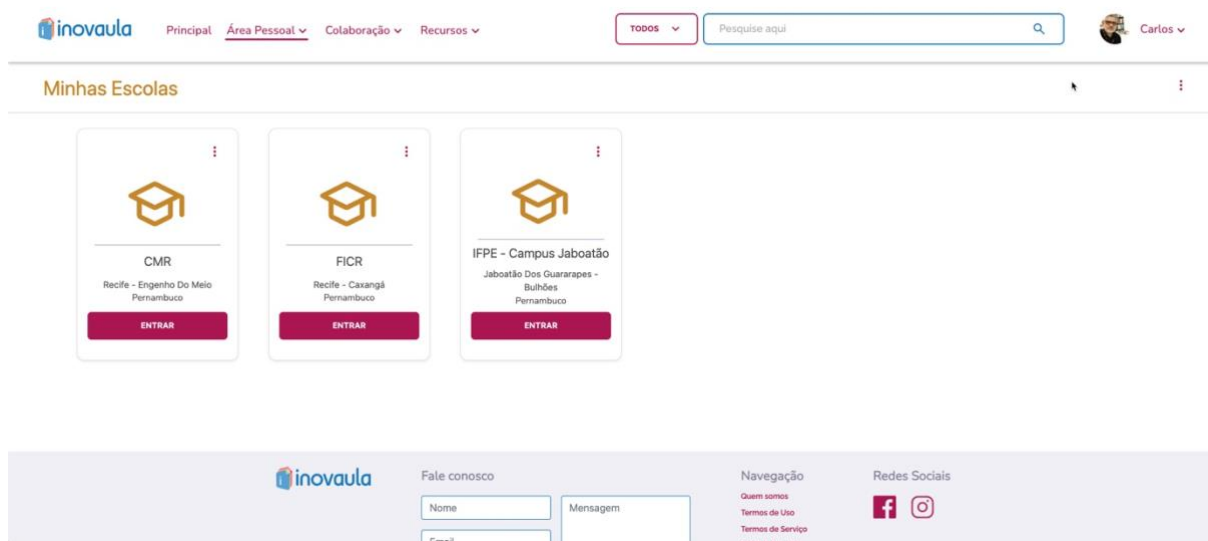 inovaula
Principal Área Pessoal Colaboração Recursos
TODOS
Pesquise aqui
Carlos
Minhas Escolas
CMR
Recife - Engenho Do Meio
Pernambuco
ENTRAR
FICR
Recife - Caxangá
Pernambuco
ENTRAR
IFPE - Campus Jaboatão
Jaboatão Dos Guararapes -
Bulhões
Pernambuco
ENTRAR
inovaula
Fale conosco
Nome
Email
Mensagem
Navegação
Quem somos
Termos de Uso
Termos de Serviço
Redes Sociais